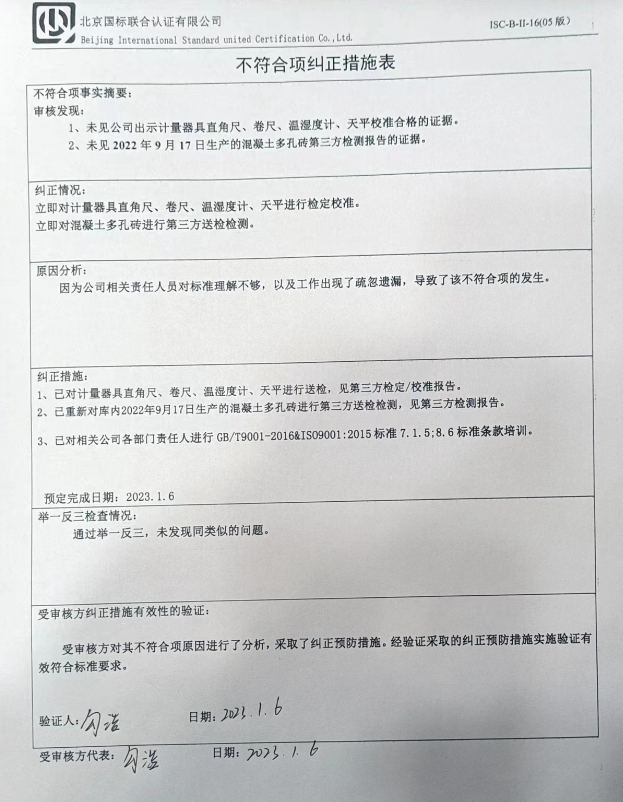 北京国标联合认证有限公司
Beijing International Standard united Certification Co.,Ltd.
ISC-B-II-16(05 版)
不符合项纠正措施表
不符合项事实摘要:
审核发现:
1、未见公司出示计量器具直角尺、卷尺、温湿度计、天平校准合格的证据。
2、未见 2022 年 9 月 17 日生产的混凝土多孔砖第三方检测报告的证据。
纠正情况:
立即对计量器具直角尺、卷尺、温湿度计、天平进行检定校准。
立即对混凝土多孔砖进行第三方送检检测。
原因分析:
因为公司相关责任人员对标准理解不够，以及工作出现了疏忽遗漏，导致了该不符合项的发生。
纠正措施:
1、已对计量器具直角尺、卷尺、温湿度计、天平进行送检，见第三方检定/校准报告。
2、已重新对库内2022年9月17日生产的混凝土多孔砖进行第三方送检检测，见第三方检测报告。
3、已对相关公司各部门责任人进行 GB/T9001-2016&ISO9001:2015 标准 7.1.5;8.6 标准条款培训。
预定完成日期: 2023.1.6
举一反三检查情况:
通过举一反三，未发现同类似的问题。
受审核方纠正措施有效性的验证:
受审核方对其不符合项原因进行了分析，采取了纠正预防措施。经验证采取的纠正预防措施实施验证有
效符合标准要求。
验证人: 日期: 2023.1.6
受审核方代表: 日期: 2023.1.6